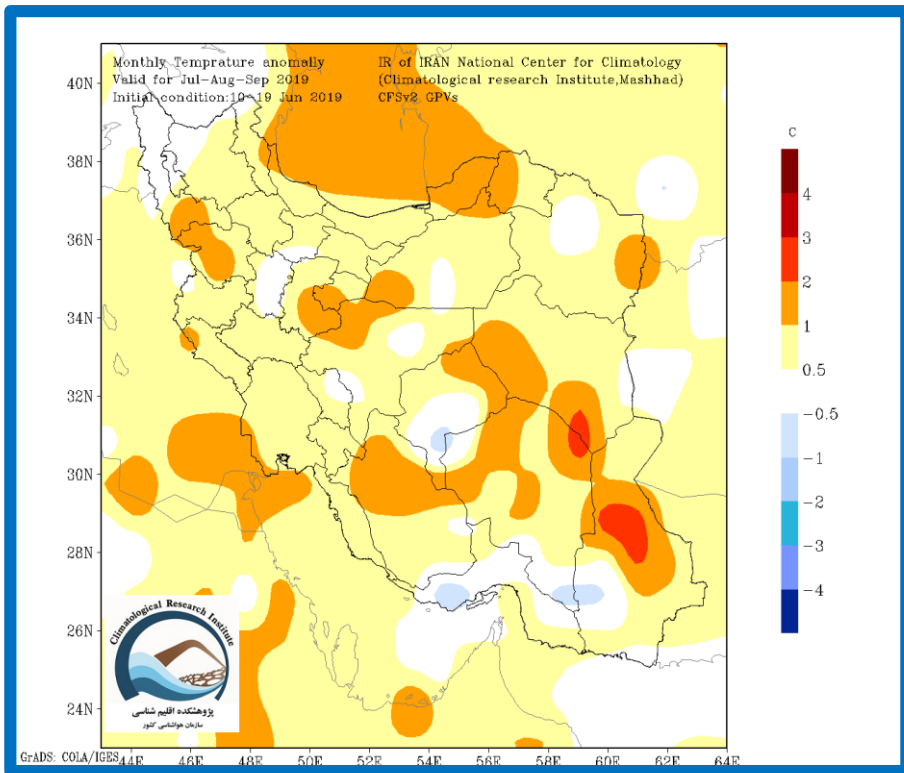 Monthly Temprature anomally
Valid for Jul-Aug-Sep 2019
Initial condition:10-19 Jun 2019
IR of IRAN National Center for Climatology
(Climatological research Institute,Mashhad)
CFSv2 GPVs
40N
38N
36N
34N
32N
30N
28N
26N
24N
44E
46E
48E
50E
52E
54E
56E
58E
60E
62E
64E
C
4
3
2
1
0.5
-0.5
-1
-2
-3
-4
Climatological Research Institute
پژوهشکده اقلیم شناسی
سازمان هواشناسی کشور
GrADS: COLA/IGES